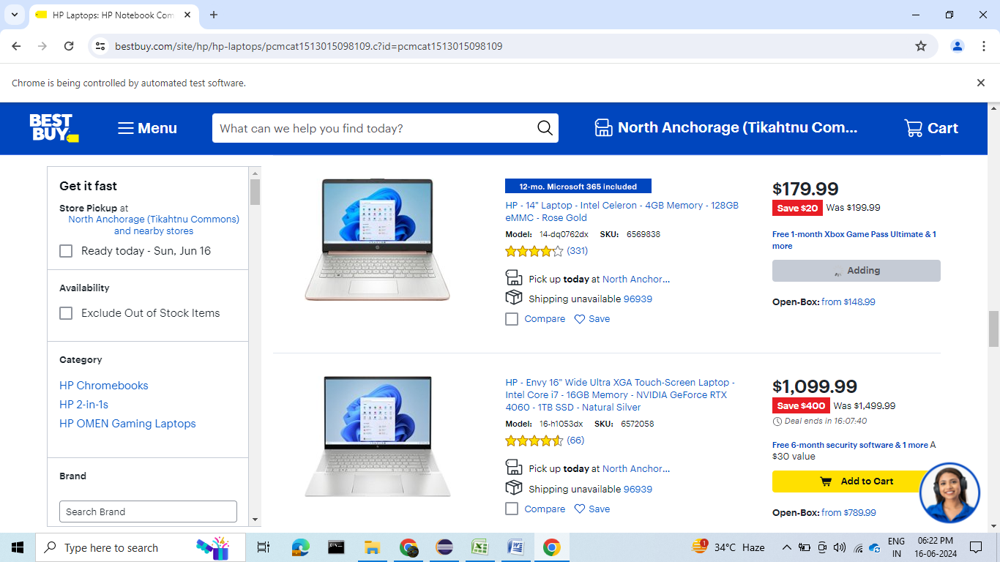 HP Laptops: HP Notebook Com
bestbuy.com/site/hp/hp-laptops/pcmcat1513015098109.c?id=pcmcat1513015098109
Chrome is being controlled by automated test software.
BEST BUY
Menu
What can we help you find today?
North Anchorage (Tikahtnu Com...
Cart
Get it fast
Store Pickup at
North Anchorage (Tikahtnu Commons)
and nearby stores
Ready today - Sun, Jun 16
Availability
Exclude Out of Stock Items
Category
HP Chromebooks
HP 2-in-1s
HP OMEN Gaming Laptops
Brand
Search Brand
12-mo. Microsoft 365 included
HP - 14" Laptop - Intel Celeron - 4GB Memory - 128GB
eMMC - Rose Gold
Model: 14-dq0762dx SKU: 6569838
(331)
Pick up today at North Anchor...
Shipping unavailable 96939
Compare Save
$179.99
Save $20 Was $199.99
Free 1-month Xbox Game Pass Ultimate & 1
more
Adding
Open-Box: from $148.99
HP - Envy 16" Wide Ultra XGA Touch-Screen Laptop -
Intel Core i7 - 16GB Memory - NVIDIA GeForce RTX
4060 - 1TB SSD - Natural Silver
Model: 16-h1053dx SKU: 6572058
(66)
Pick up today at North Anchor...
Shipping unavailable 96939
Compare Save
$1,099.99
Save $400 Was $1,499.99
Deal ends in 16:07:40
Free 6-month security software & 1 more A
$30 value
Add to Cart
Open-Box: from $789.99
Type here to search
1
34°C Haze
ENG
IN
06:22 PM
16-06-2024